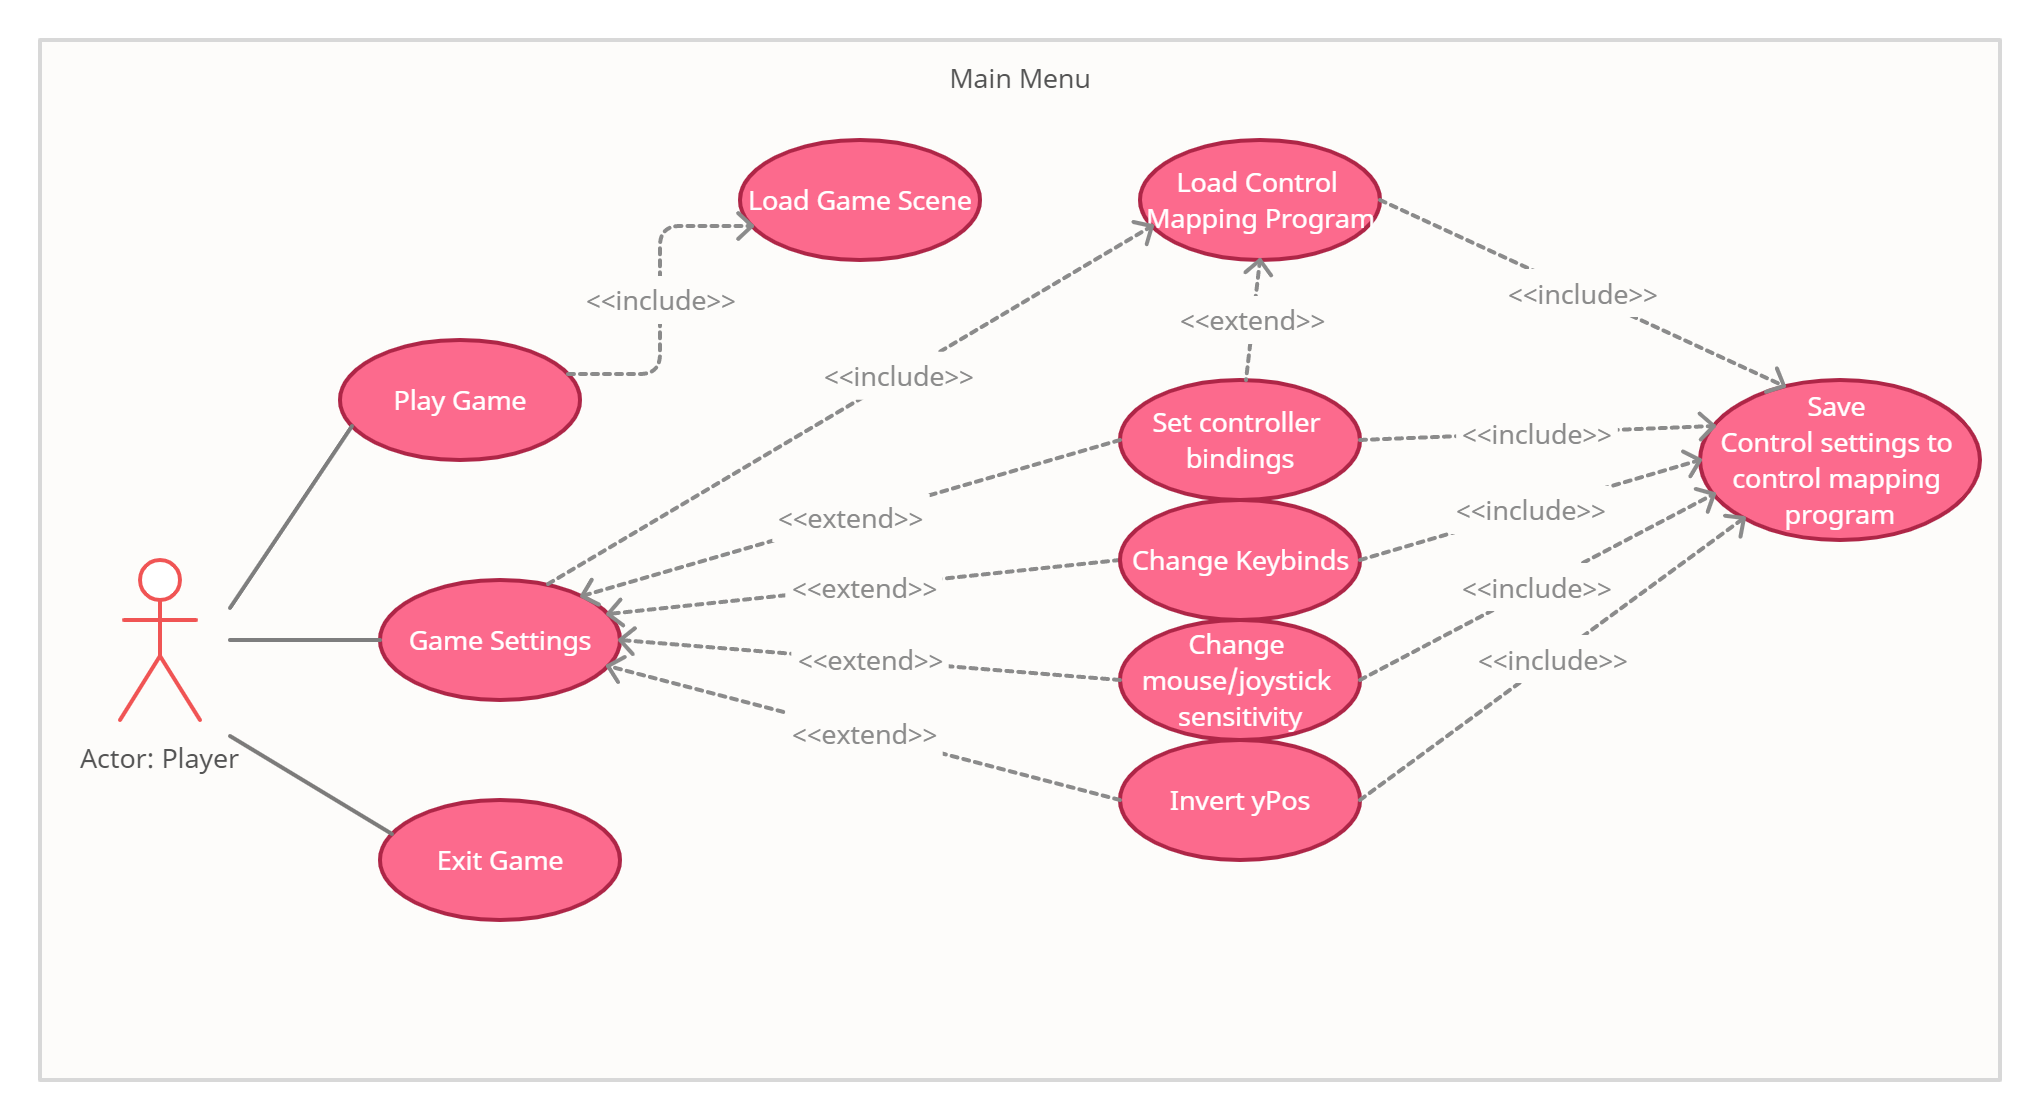 Main Menu
Load Game Scene
Load Control
Mapping Program
<<include>>
<<include>>
<<extend>>
<<include>>
Play Game
Set controller
bindings
<<include>>
Save
Control settings to
control mapping
program
<<extend>>
<<include>>
Change Keybinds
<<extend>>
<<include>>
Game Settings
<<extend>>
Change
mouse/joystick
sensitivity
<<include>>
<<extend>>
Actor: Player
Invert yPos
Exit Game